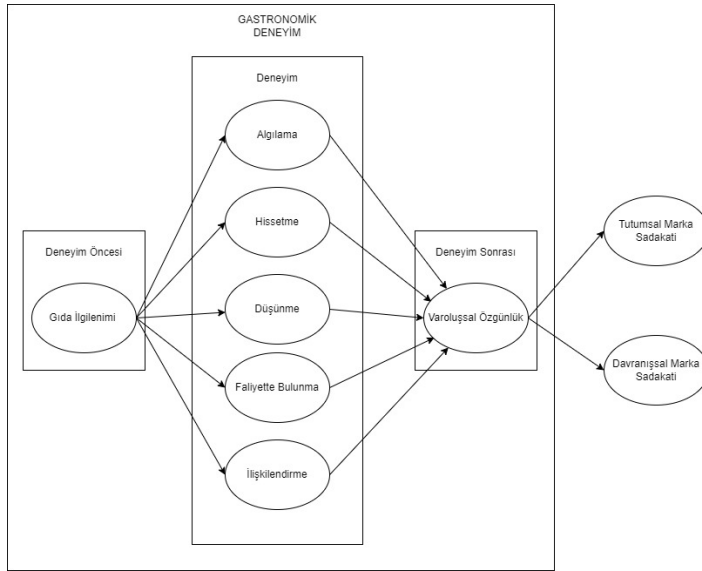 GASTRONOMİK
DENEYİM
Deneyim
Algılama
Hissetme
Deneyim Öncesi
Deneyim Sonrası
Tutumsal Marka
Sadakati
Gıda İlgilenimi
Düşünme
Varoluşsal Özgünlük
Davranışsal Marka
Sadakati
Faliyette Bulunma
İlişkilendirme